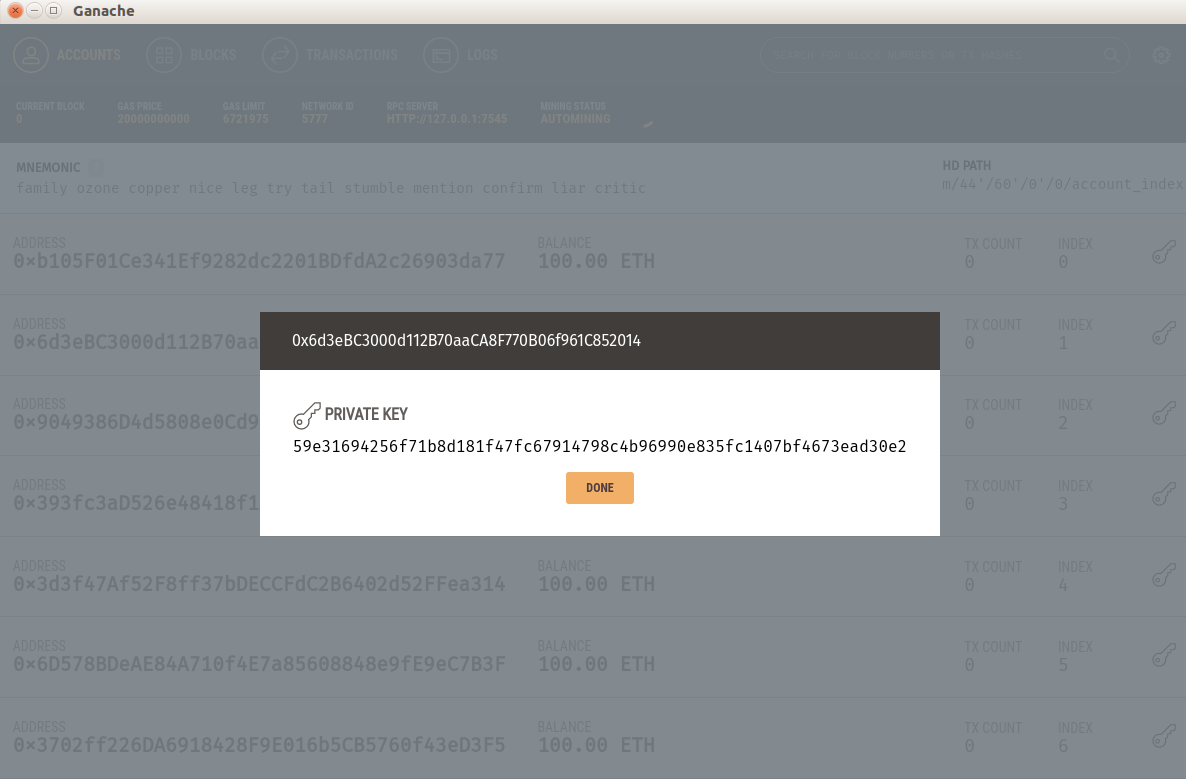 Ganache
ACCOUNTS BLOCKS TRANSACTIONS LOGS SEARCH FOR BLOCK NUMBERS OR TX HASHES
CURRENT BLOCK GAS PRICE GAS LIMIT NETWORK ID RPC SERVER MINING STATUS
0 20000000000 6721975 5777 HTTP://127.0.0.1:7545 AUTOMINING
MNEMONIC HD PATH
family ozone copper nice leg try tail stumble mention confirm liar critic m/44'/60'/0'/0/account_index
ADDRESS BALANCE TX COUNT INDEX
0xb105F01Ce341Ef9282dc2201BDfdA2c26903da77 100.00 ETH 0 0
ADDRESS TX COUNT INDEX
0x6d3eBC3000d112B70aa 0 1
0x6d3eBC3000d112B70aaCA8F770B06f961C852014
ADDRESS TX COUNT INDEX
0x9049386D4d5808e0Cd9 0 2
PRIVATE KEY
59e31694256f71b8d181f47fc67914798c4b96990e835fc1407bf4673ead30e2
DONE
ADDRESS TX COUNT INDEX
0x393fc3aD526e48418f1 0 3
ADDRESS BALANCE TX COUNT INDEX
0x3d3f47Af52F8ff37bDECCFdC2B6402d52FFea314 100.00 ETH 0 4
ADDRESS BALANCE TX COUNT INDEX
0x6D578BDeAE84A710f4E7a85608848e9fE9eC7B3F 100.00 ETH 0 5
ADDRESS BALANCE TX COUNT INDEX
0x3702ff226DA6918428F9E016b5CB5760f43eD3F5 100.00 ETH 0 6